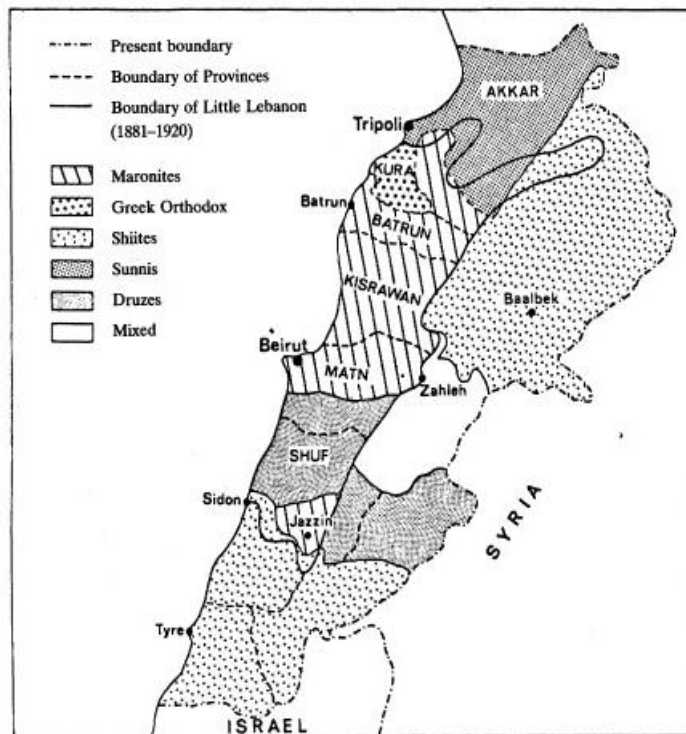 Present boundary
Boundary of Provinces
Boundary of Little Lebanon
(1881–1920)
Maronites
Greek Orthodox
Shiites
Sunnis
Druzes
Mixed
AKKAR
Tripoli
KURA
Batrun
BATRUN
KISRAWAN
Baalbek
Beirut
MATN
Zahleh
SHUF
SYRIA
Sidon
Jazzin
Tyre
ISRAEL